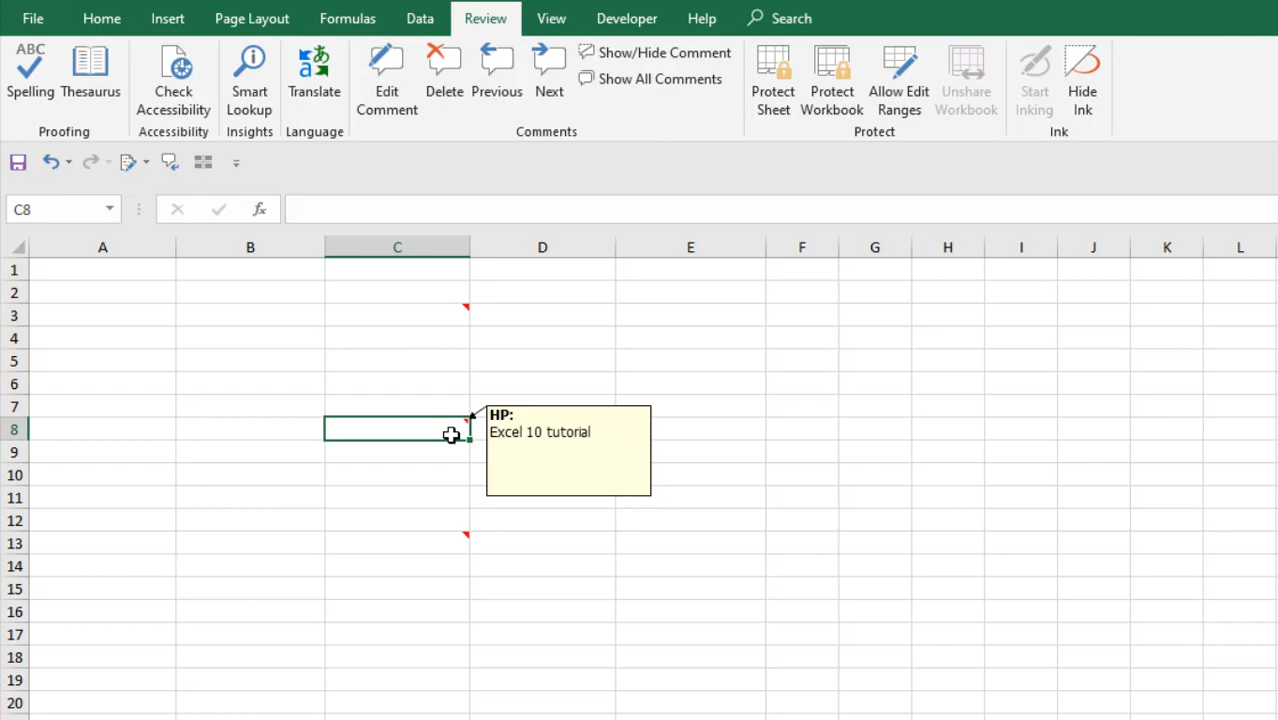 File Home Insert Page Layout Formulas Data Review View Developer Help Search
ABC
Spelling Thesaurus Check Accessibility Smart Lookup Translate Edit Comment Delete Previous Next Show/Hide Comment Show All Comments Protect Sheet Protect Workbook Allow Edit Ranges Unshare Workbook Start Inking Hide Ink
Proofing Accessibility Insights Language Comments Protect Ink
C8 fx
A B C D E F G H I J K L
1
2
3
4
5
6
7
HP:
8
Excel 10 tutorial
9
10
11
12
13
14
15
16
17
18
19
20